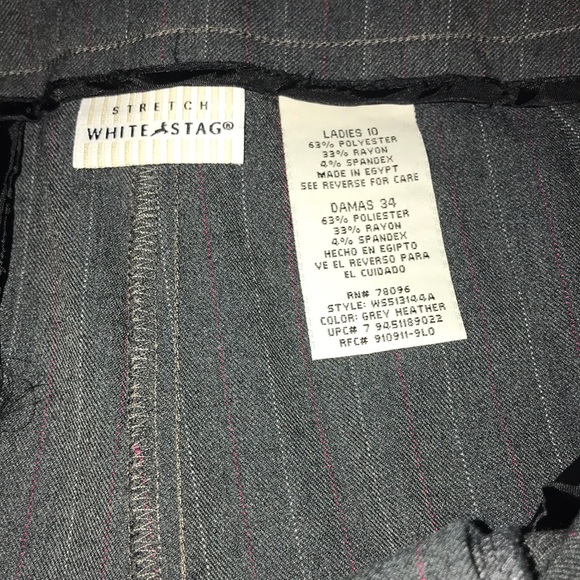 STRETCH
WHITE STAG®
LADIES 10
63% POLYESTER
33% RAYON
4% SPANDEX
MADE IN EGYPT
SEE REVERSE FOR CARE
DAMAS 34
63% POLIESTER
33% RAYON
4% SPANDEX
HECHO EN EGIPTO
VE EL REVERSO PARA
EL CUIDADO
RN# 78096
STYLE: WS513144A
COLOR: GREY HEATHER
UPC# 7 9451189022
RFC# 910911-9L0